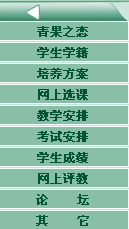 青果之恋
学生学籍
培养方案
网上选课
教学安排
考试安排
学生成绩
网上评教
论 坛
其 它